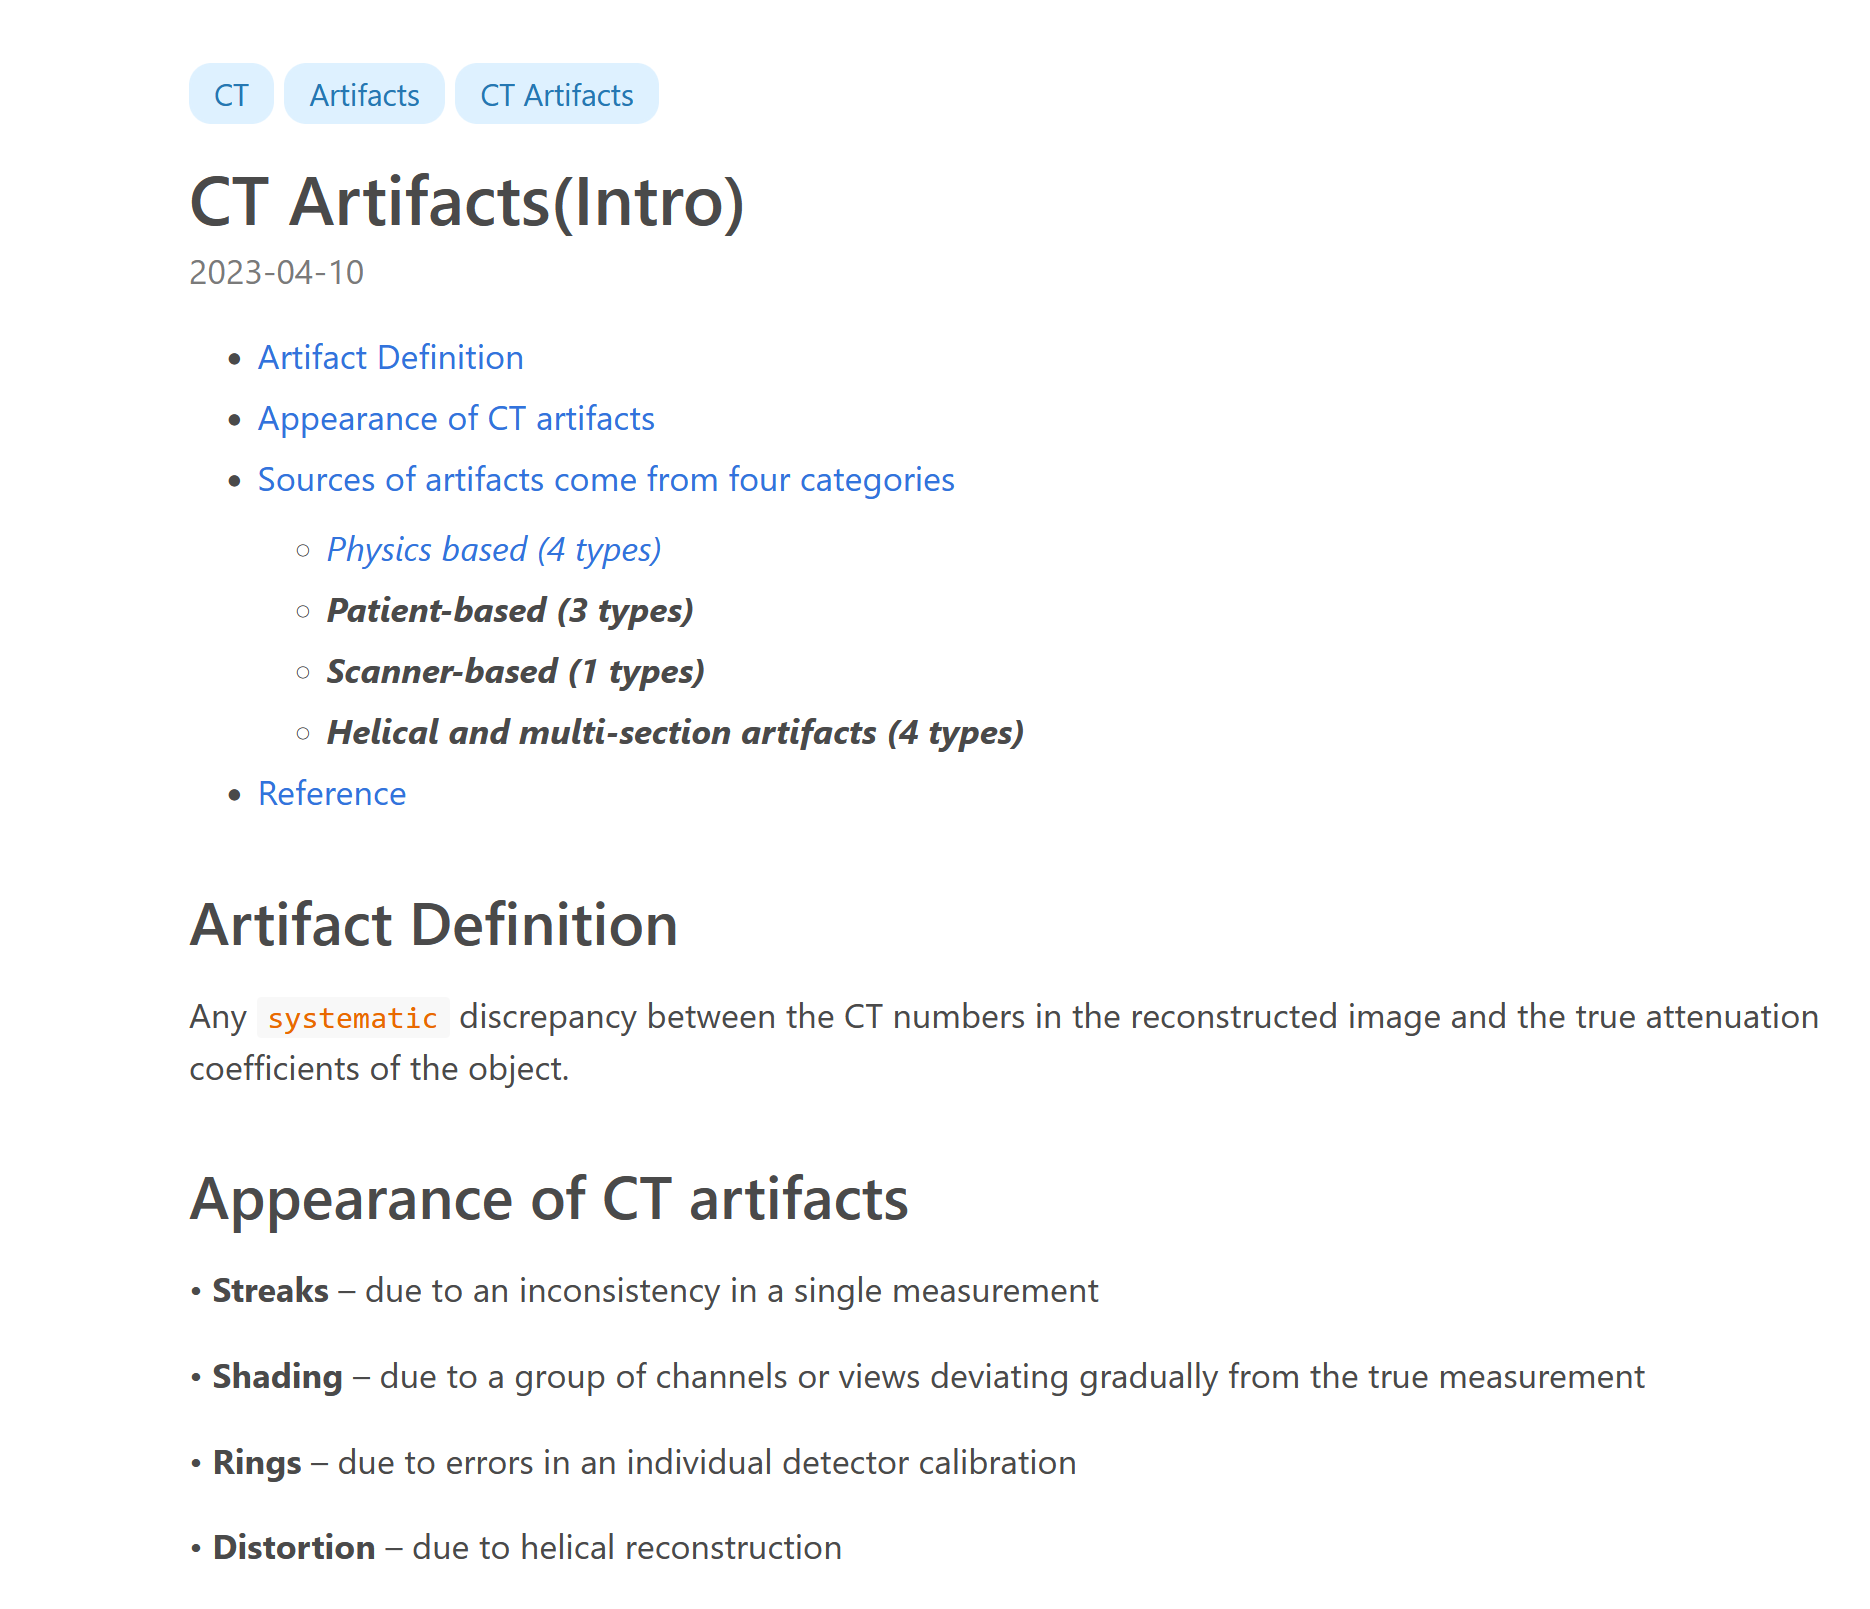 CT Artifacts CT Artifacts
CT Artifacts(Intro)
2023-04-10
• Artifact Definition
• Appearance of CT artifacts
• Sources of artifacts come from four categories
○ Physics based (4 types)
○ Patient-based (3 types)
○ Scanner-based (1 types)
○ Helical and multi-section artifacts (4 types)
• Reference
Artifact Definition
Any systematic discrepancy between the CT numbers in the reconstructed image and the true attenuation
coefficients of the object.
Appearance of CT artifacts
• Streaks – due to an inconsistency in a single measurement
• Shading – due to a group of channels or views deviating gradually from the true measurement
• Rings – due to errors in an individual detector calibration
• Distortion – due to helical reconstruction